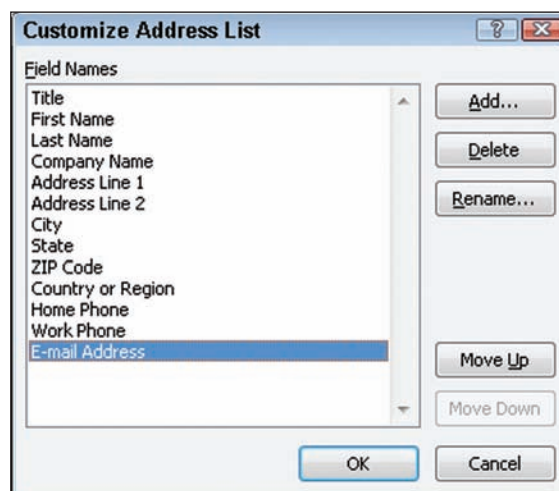 Customize Address List
Field Names
Title
First Name
Last Name
Company Name
Address Line 1
Address Line 2
City
State
ZIP Code
Country or Region
Home Phone
Work Phone
E-mail Address
Add...
Delete
Rename...
Move Up
Move Down
OK
Cancel